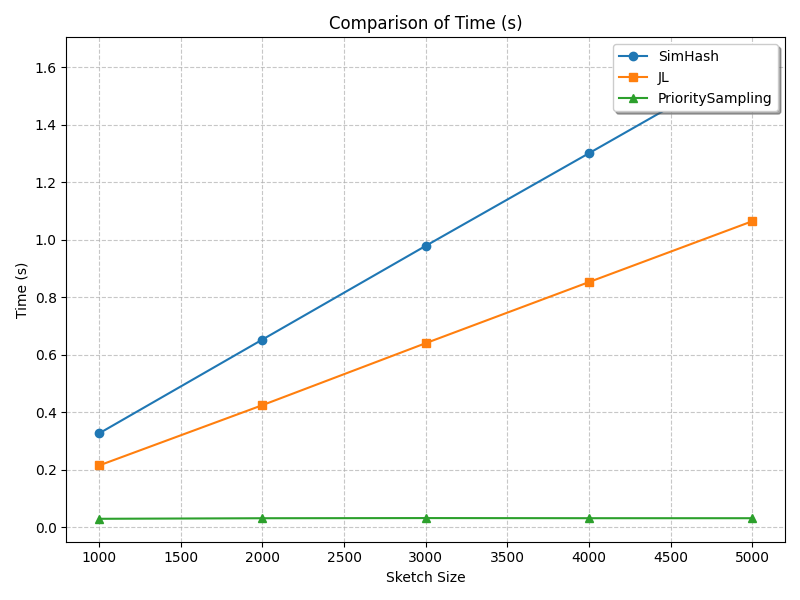 Comparison of Time (s)
SimHash
JL
PrioritySampling
1.6
1.4
1.2
1.0
0.8
0.6
0.4
0.2
0.0
Time (s)
1000 1500 2000 2500 3000 3500 4000 4500 5000
Sketch Size